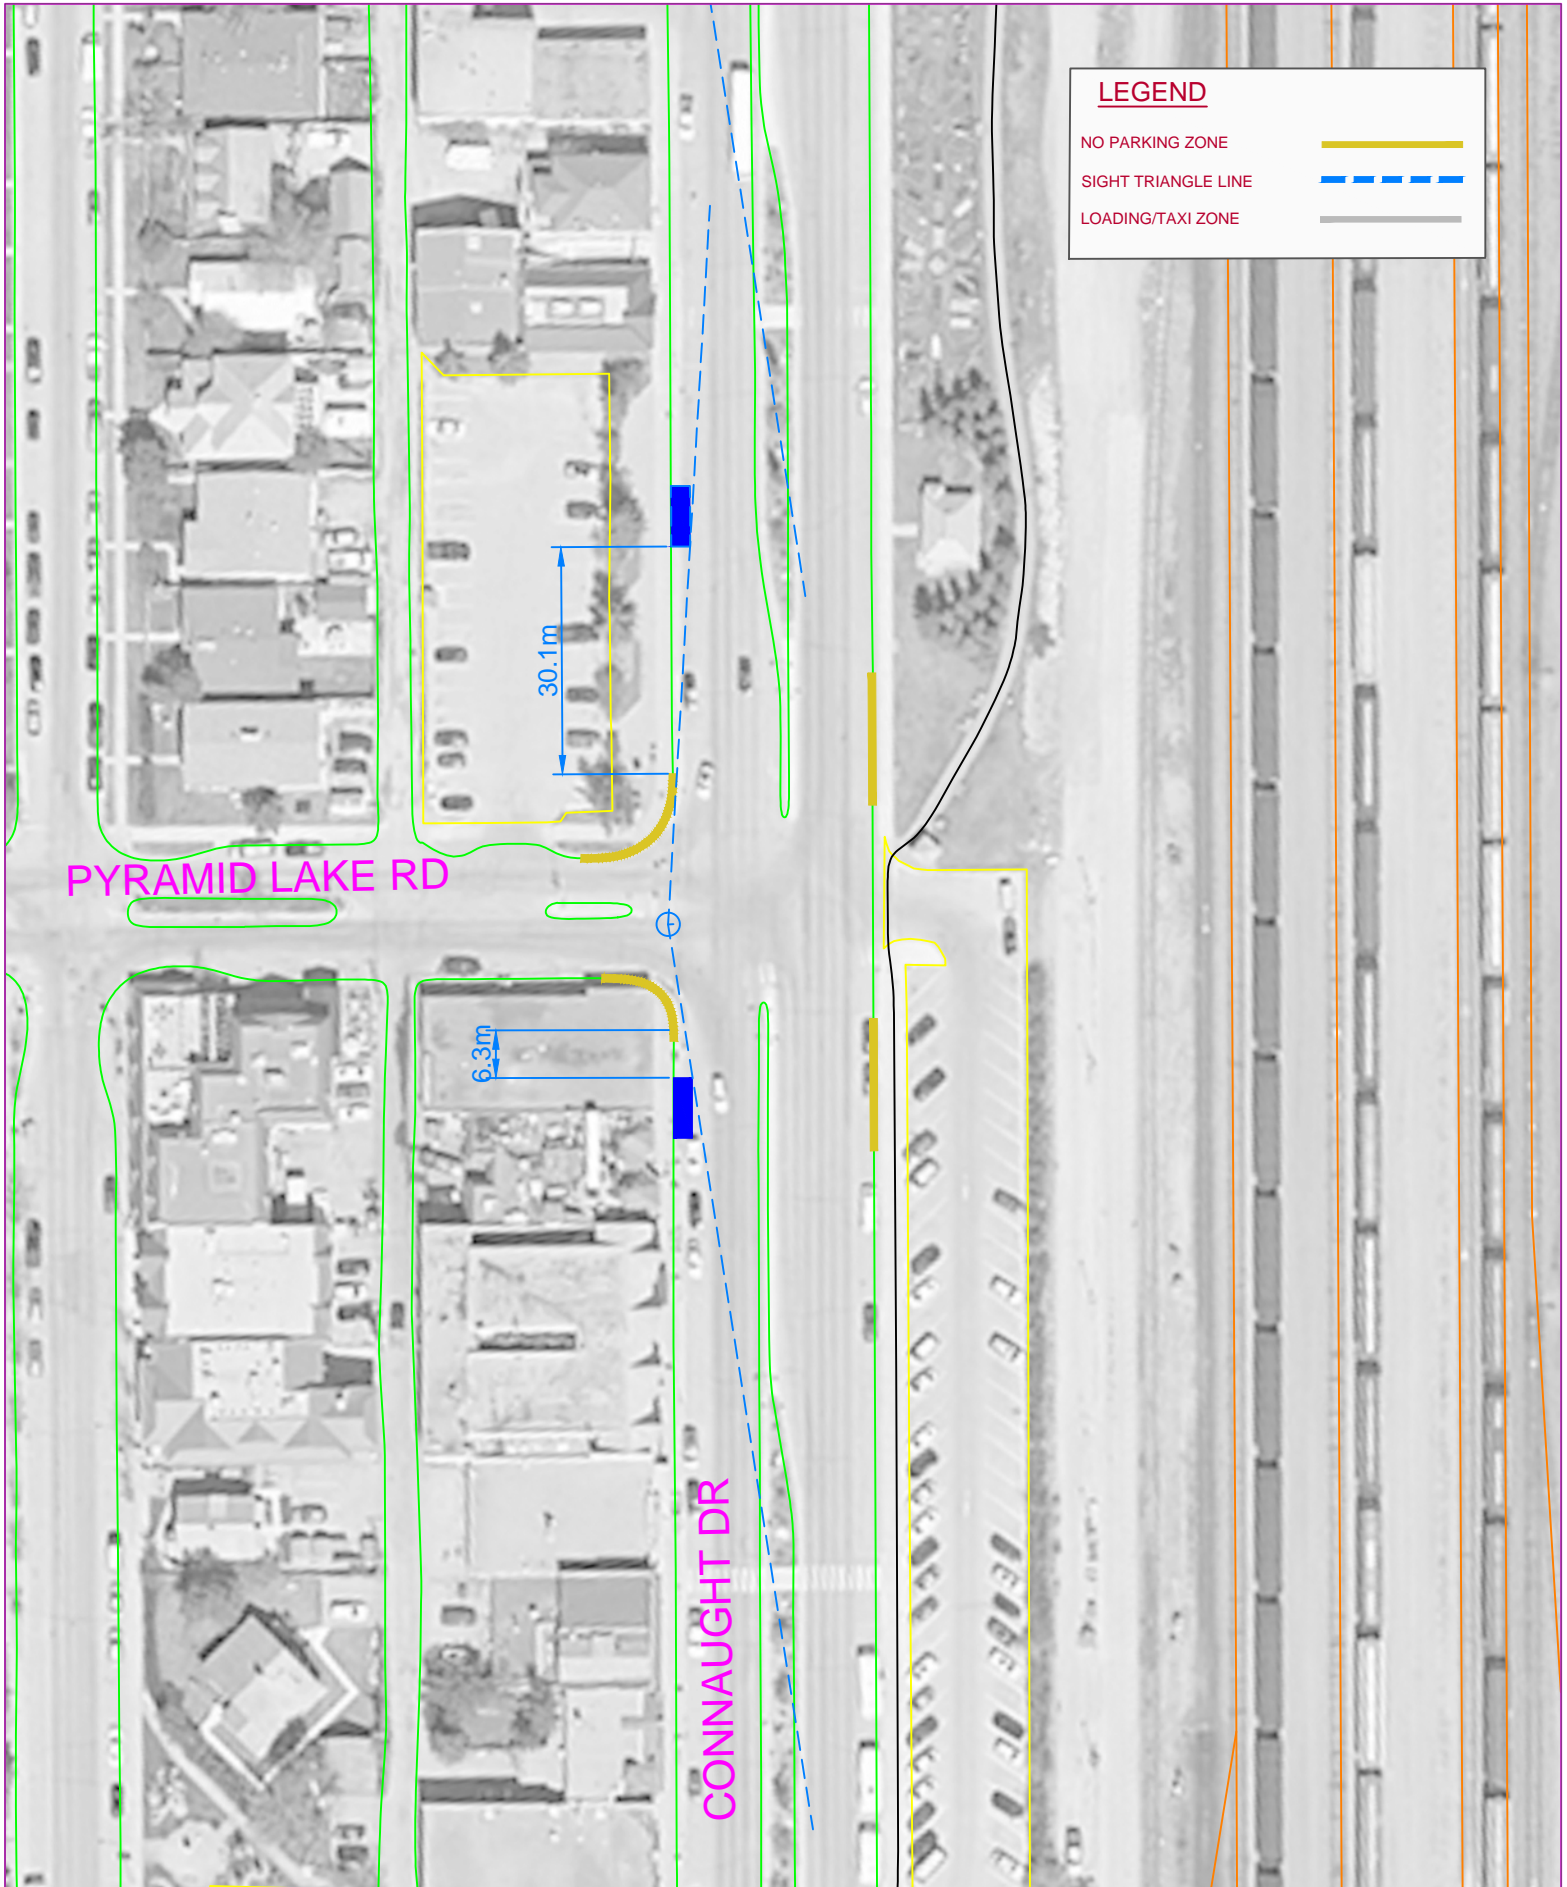 LEGEND
NO PARKING ZONE
SIGHT TRIANGLE LINE
LOADING/TAXI ZONE
30.1m
PYRAMID LAKE RD
6.3m
CONNAUGHT DR